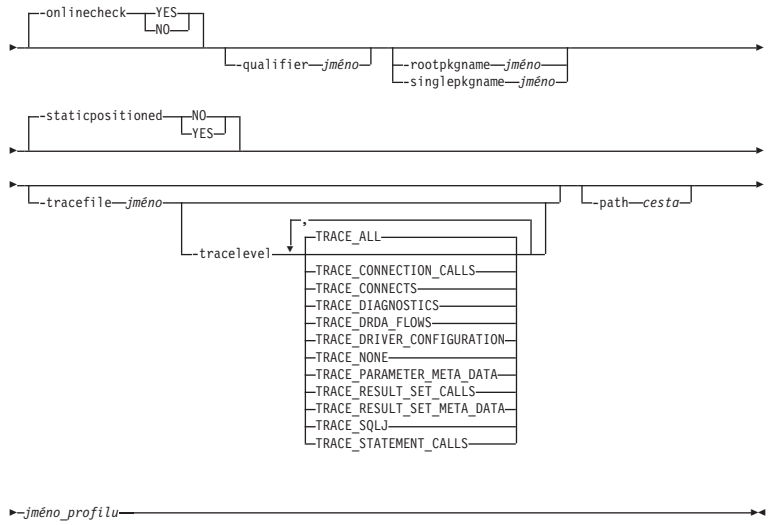 -onlinecheck YES
NO
-qualifier jméno -rootpkgname jméno
-singlepkgname jméno
-staticpositioned NO
YES
-tracefile jméno -path cesta
,
-tracelevel TRACE_ALL
TRACE_CONNECTION_CALLS
TRACE_CONNECTS
TRACE_DIAGNOSTICS
TRACE_DRDA_FLOWS
TRACE_DRIVER_CONFIGURATION
TRACE_NONE
TRACE_PARAMETER_META_DATA
TRACE_RESULT_SET_CALLS
TRACE_RESULT_SET_META_DATA
TRACE_SQLJ
TRACE_STATEMENT_CALLS
jméno_profilu